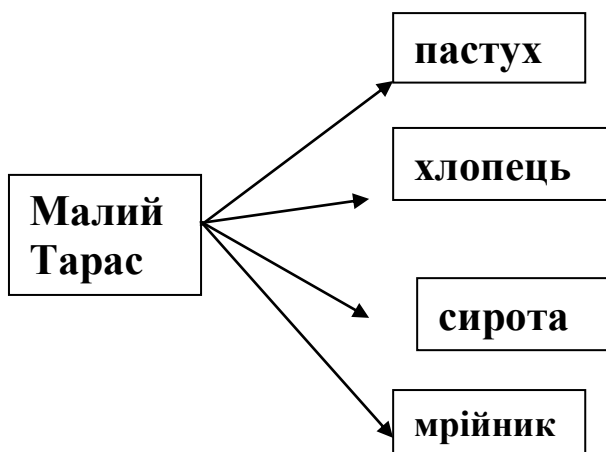 пастух
хлопець
Малий
Тарас
сирота
мрійник